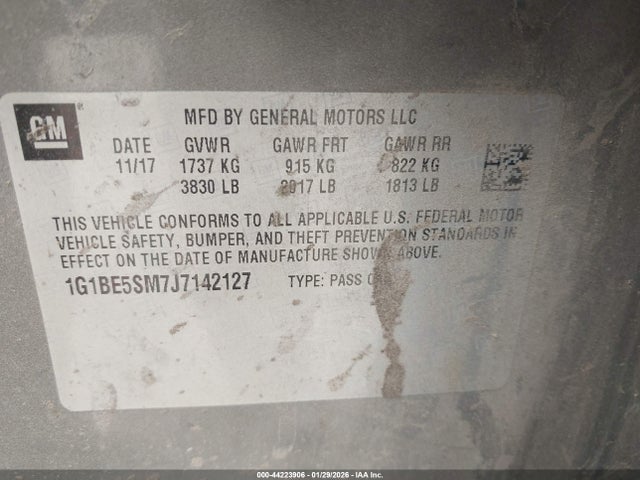 GM
MFD BY GENERAL MOTORS LLC
DATE GVWR GAWR FRT GAWR RR
11/17 1737 KG 915 KG 822 KG
3830 LB 2017 LB 1813 LB
THIS VEHICLE CONFORMS TO ALL APPLICABLE U.S. FEDERAL MOTOR
VEHICLE SAFETY, BUMPER, AND THEFT PREVENTION STANDARDS IN
EFFECT ON THE DATE OF MANUFACTURE SHOWN ABOVE.
1G1BE5SM7J7142127 TYPE: PASS CAR
000-44223906 - 01/29/2026 - IAA Inc.